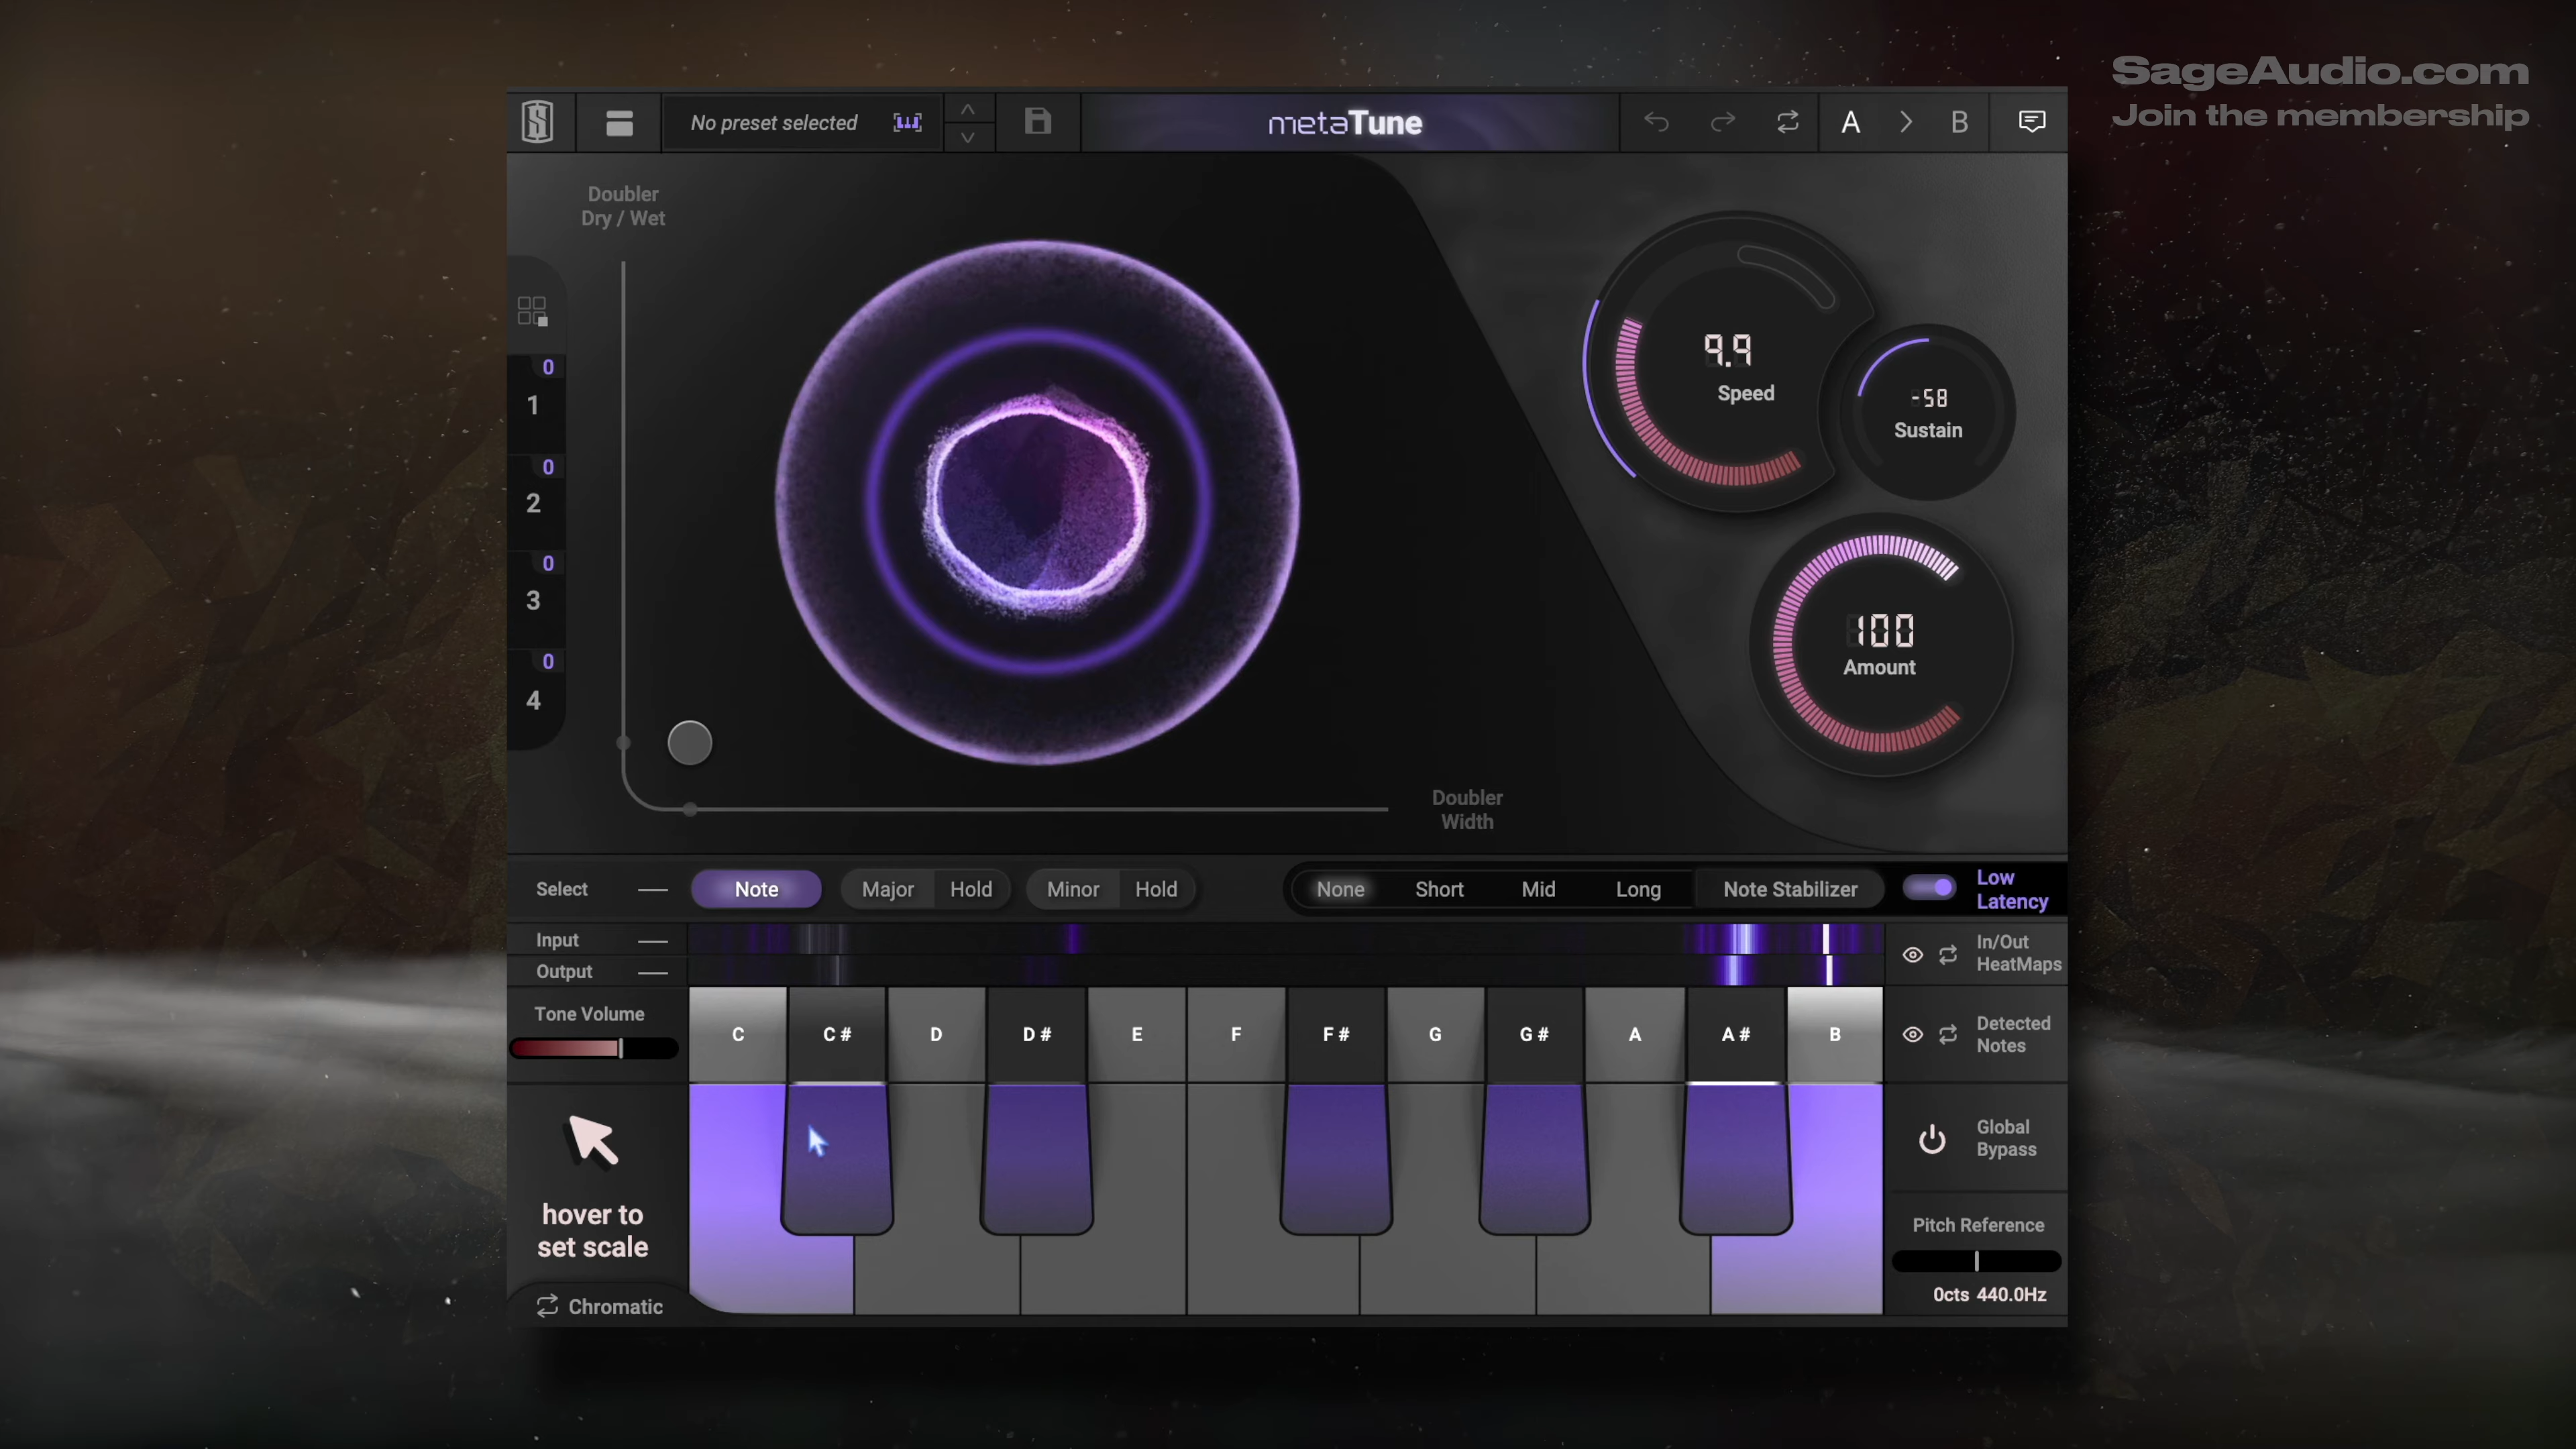 SageAudio.com
Join the membership
No preset selected
metaTune
A
B
Doubler
Dry / Wet
0
1
0
2
0
3
0
4
9.9
Speed
-58
Sustain
100
Amount
Doubler
Width
Select
Note
Major
Hold
Minor
Hold
None
Short
Mid
Long
Note Stabilizer
Low
Latency
Input
Output
In/Out
HeatMaps
Tone Volume
C
C #
D
D #
E
F
F #
G
G #
A
A #
B
Detected
Notes
hover to
set scale
Global
Bypass
Pitch Reference
0cts 440.0Hz
Chromatic